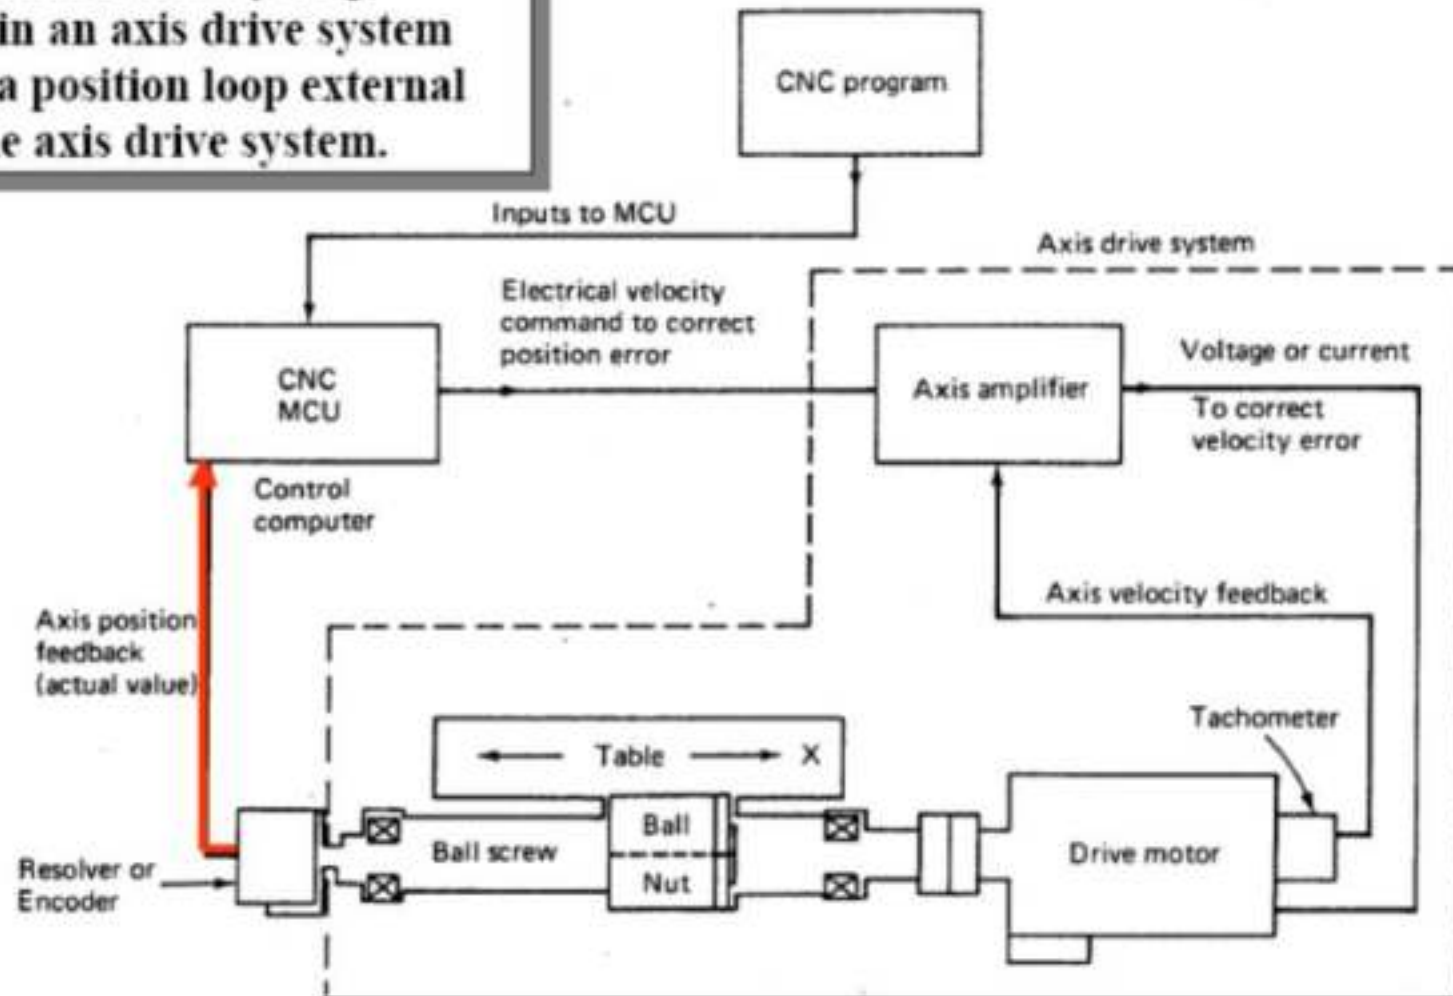 in an axis drive system
a position loop external
e axis drive system.
CNC program
Inputs to MCU
Axis drive system
Electrical velocity
command to correct
position error
Voltage or current
CNC
MCU
Axis amplifier
To correct
velocity error
Control
computer
Axis velocity feedback
Axis position
feedback
(actual value)
Tachometer
Table
X
Ball
Ball screw
Drive motor
Nut
Resolver or
Encoder